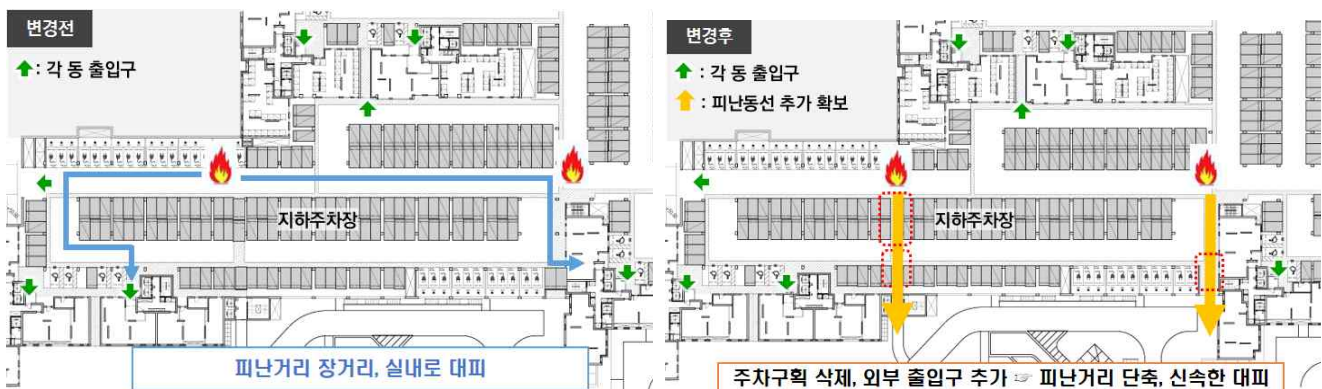 변경전
: 각 동 출입구
지하주차장
피난거리 장거리, 실내로 대피
변경후
: 각 동 출입구
: 피난동선 추가 확보
지하주차장
주차구획 삭제, 외부 출입구 추가 ☞ 피난거리 단축, 신속한 대피